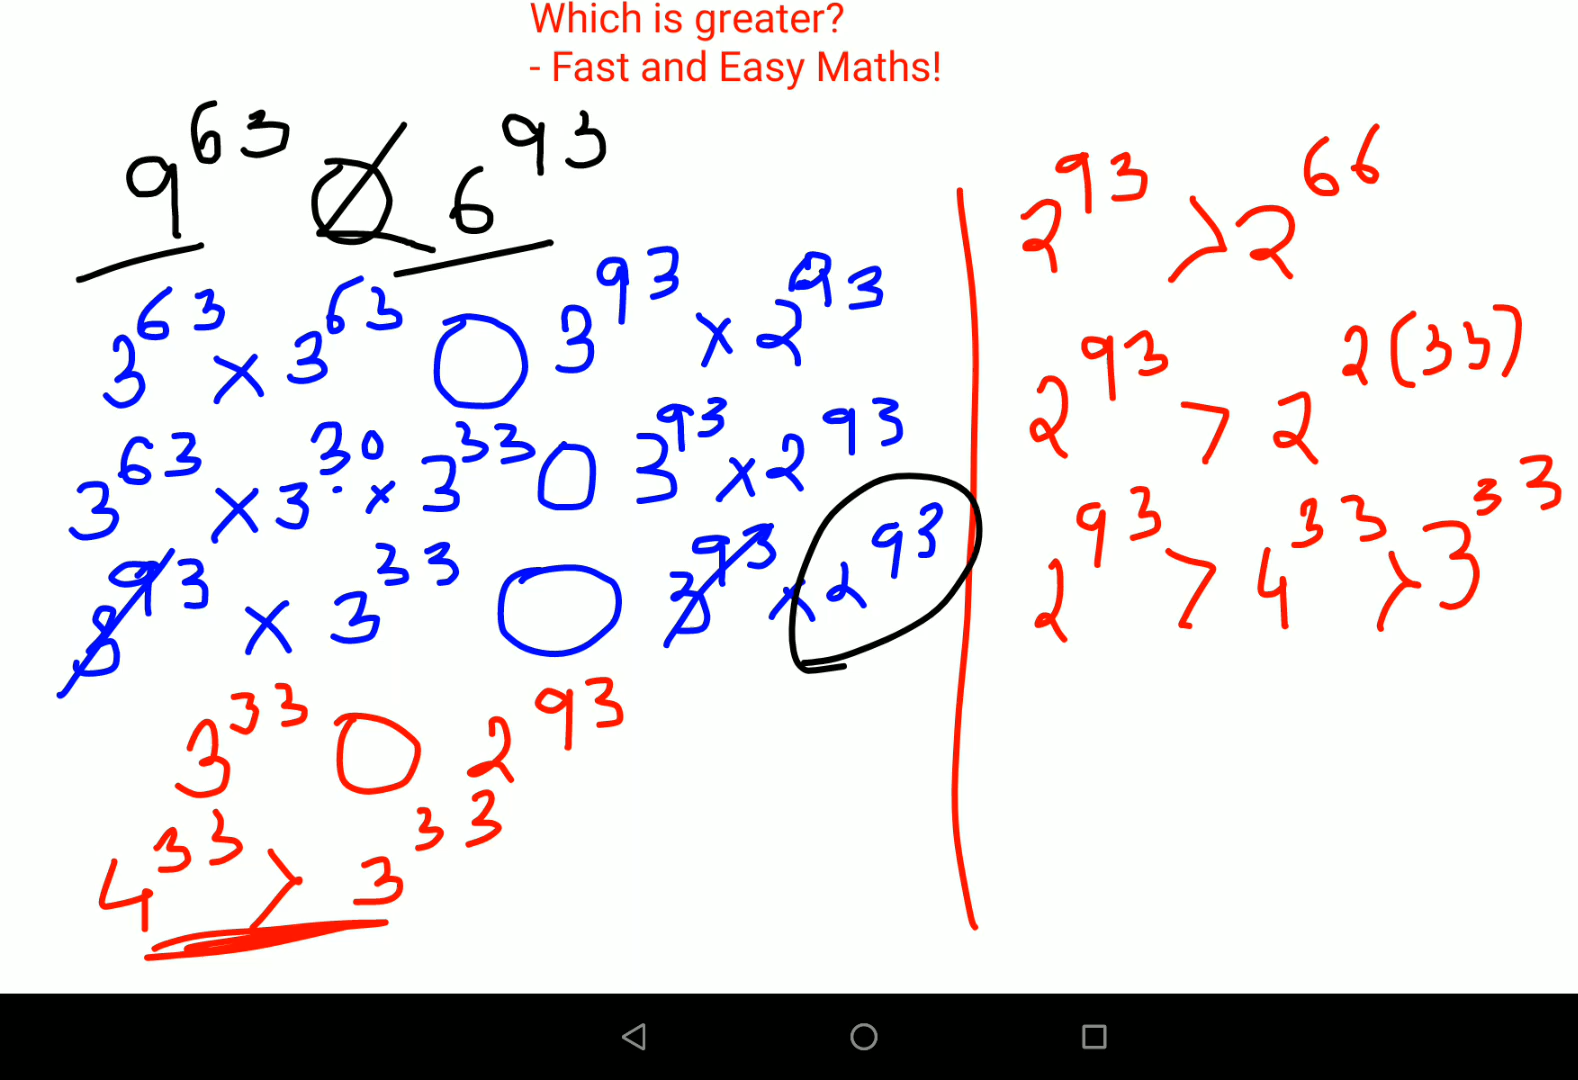 Which is greater?
- Fast and Easy Maths!
9^63 < 6^93
3^63 × 3^63 ○ 3^93 × 2^93
3^63 × 3^30 × 3^33 ○ 3^93 × 2^93
3^93 × 3^33 ○ 3^93 × 2^93
3^33 ○ 2^93
4^33 > 3^33
2^93 > 2^66
2^93 > 2^2(33)
2^93 > 4^33 > 3^33